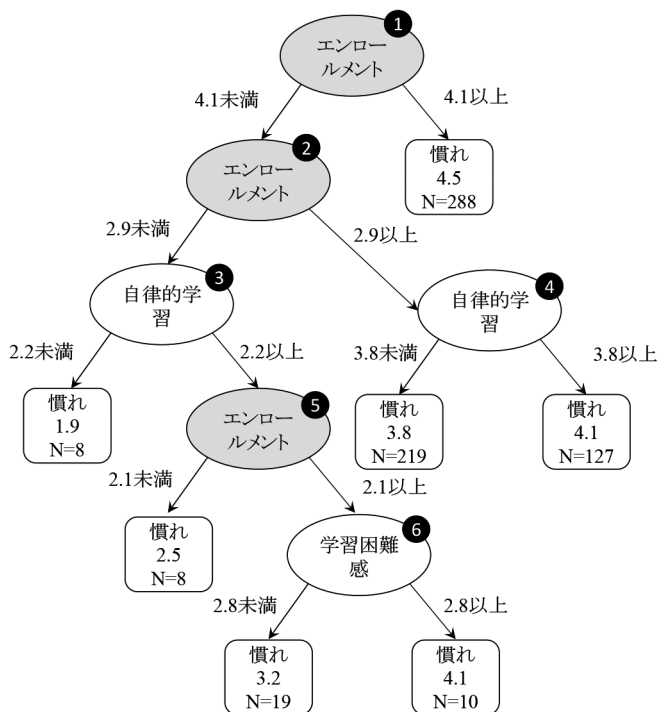 1
エンロー
ルメント
4.1未満
4.1以上
2
エンロー
ルメント
慣れ
4.5
N=288
2.9未満
2.9以上
3
自律的学
習
4
自律的学
習
2.2未満
2.2以上
3.8未満
3.8以上
慣れ
1.9
N=8
5
エンロー
ルメント
慣れ
3.8
N=219
慣れ
4.1
N=127
2.1未満
2.1以上
慣れ
2.5
N=8
6
学習困難
感
2.8未満
2.8以上
慣れ
3.2
N=19
慣れ
4.1
N=10